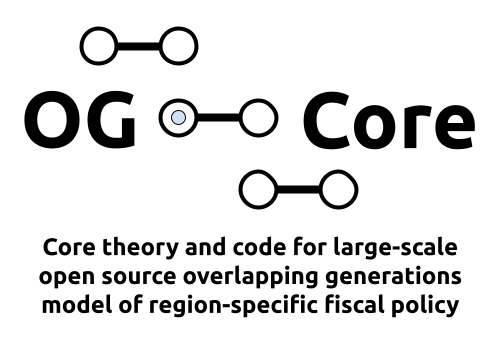 OG Core
Core theory and code for large-scale
open source overlapping generations
model of region-specific fiscal policy